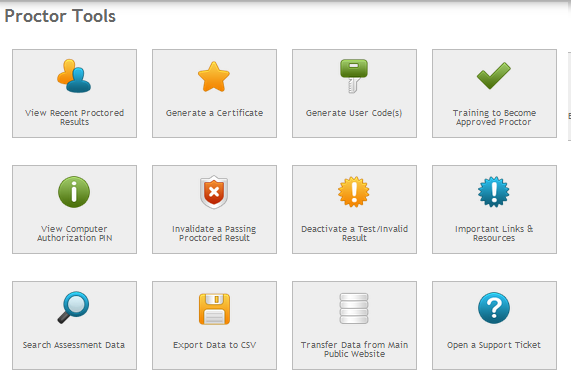 Proctor Tools
View Recent Proctored
Results
Generate a Certificate
Generate User Code(s)
Training to Become
Approved Proctor
View Computer
Authorization PIN
Invalidate a Passing
Proctored Result
Deactivate a Test/Invalid
Result
Important Links &
Resources
Search Assessment Data
Export Data to CSV
Transfer Data from Main
Public Website
Open a Support Ticket